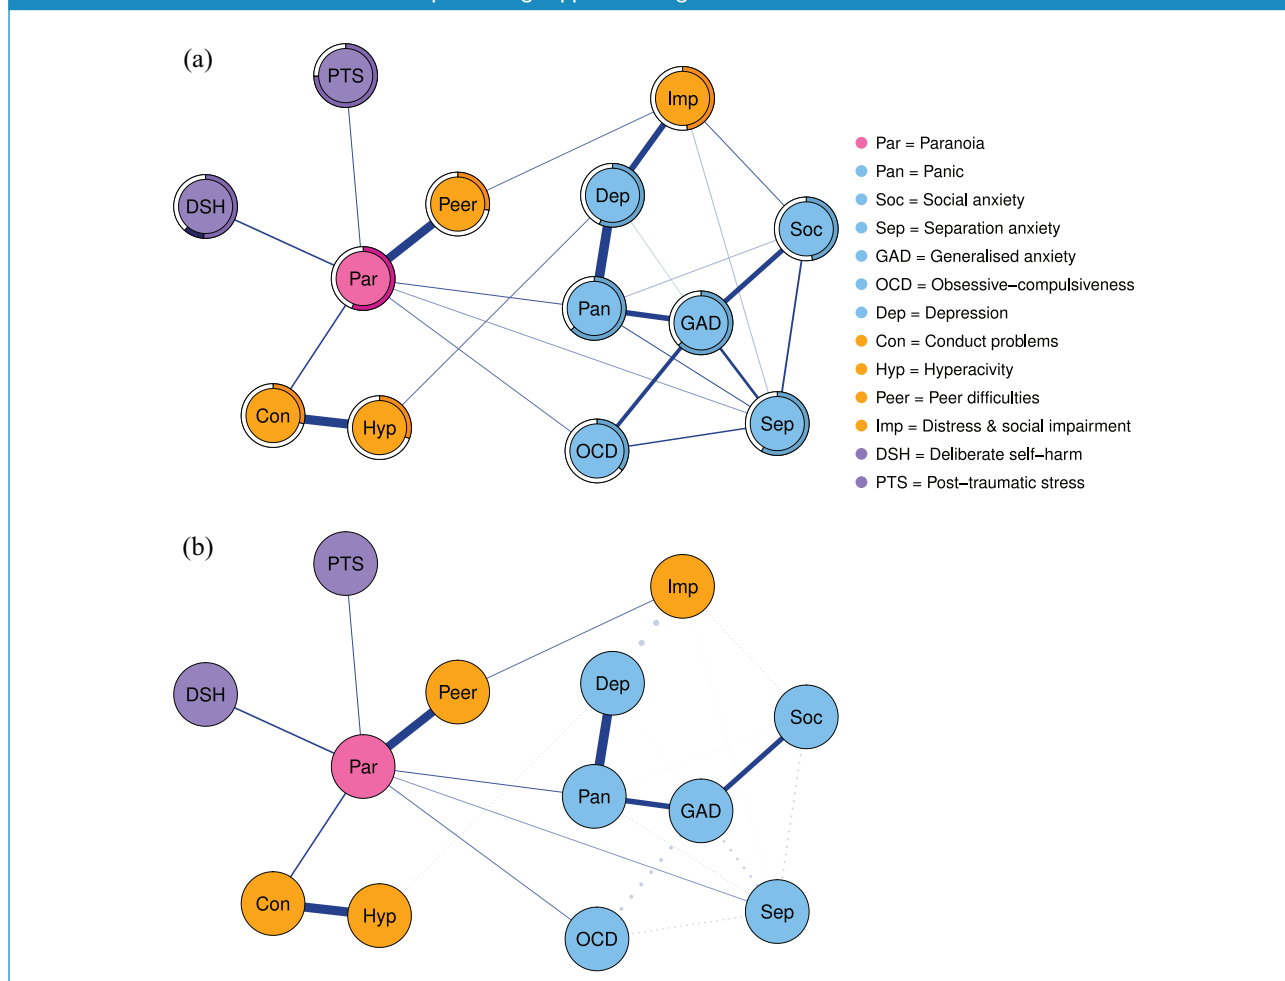 (a)
PTS
Imp
DSH
Peer
Dep
Soc
Par
Pan
GAD
Con
Hyp
OCD
Sep
Par = Paranoia
Pan = Panic
Soc = Social anxiety
Sep = Separation anxiety
GAD = Generalised anxiety
OCD = Obsessive−compulsiveness
Dep = Depression
Con = Conduct problems
Hyp = Hyperacivity
Peer = Peer difficulties
Imp = Distress & social impairment
DSH = Deliberate self−harm
PTS = Post−traumatic stress
(b)
PTS
Imp
DSH
Peer
Dep
Soc
Par
Pan
GAD
Con
Hyp
OCD
Sep